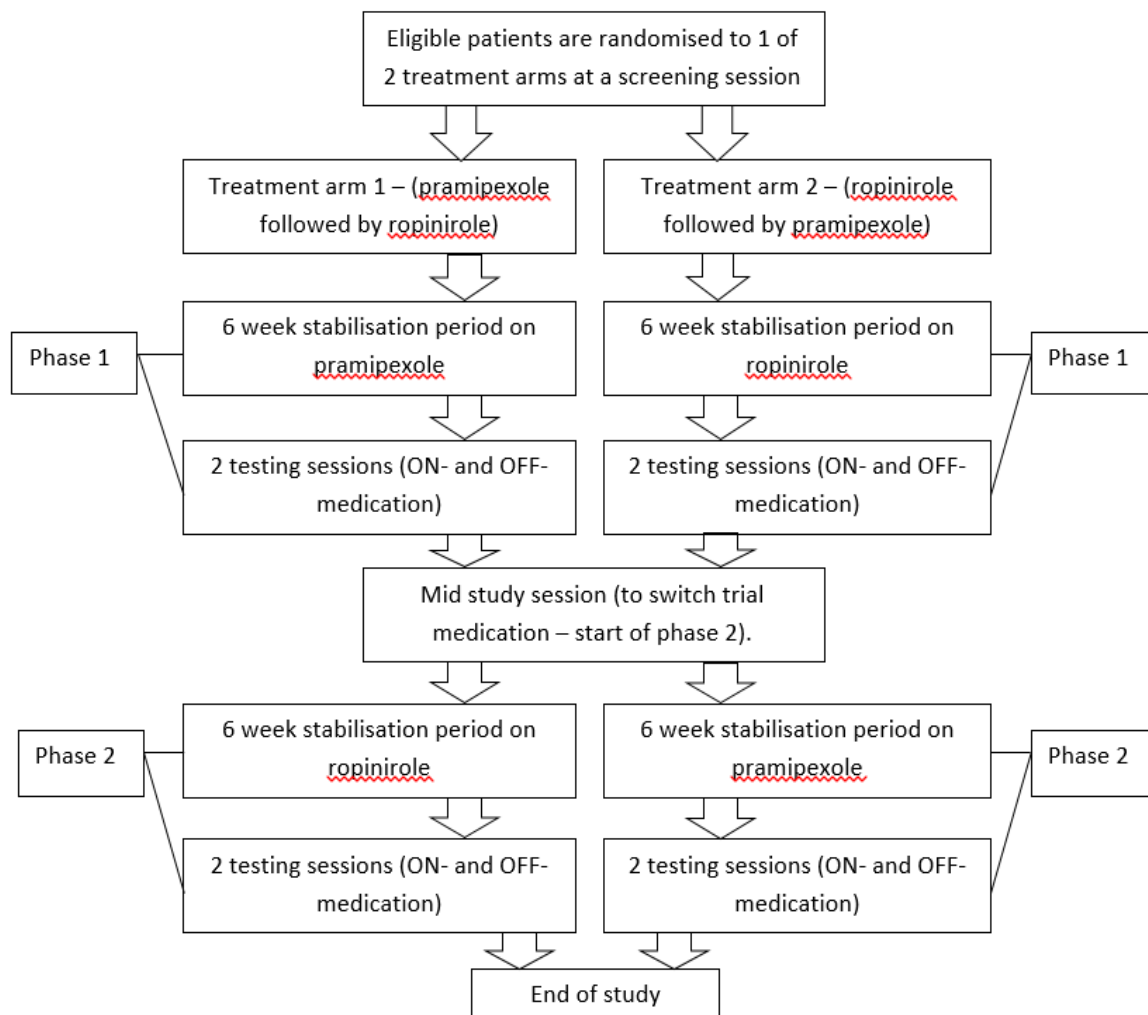 Eligible patients are randomised to 1 of
2 treatment arms at a screening session
Treatment arm 1 – (pramipexole
followed by ropinirole)
Treatment arm 2 – (ropinirole
followed by pramipexole)
Phase 1
6 week stabilisation period on
pramipexole
6 week stabilisation period on
ropinirole
Phase 1
2 testing sessions (ON- and OFF-
medication)
2 testing sessions (ON- and OFF-
medication)
Mid study session (to switch trial
medication – start of phase 2).
Phase 2
6 week stabilisation period on
ropinirole
6 week stabilisation period on
pramipexole
Phase 2
2 testing sessions (ON- and OFF-
medication)
2 testing sessions (ON- and OFF-
medication)
End of study